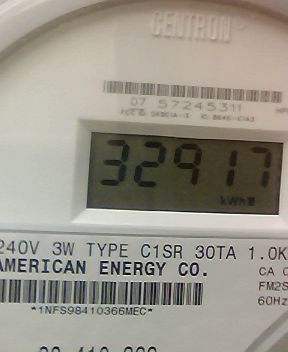 CENTRON®
07 57245311
32917
kWh
240V 3W TYPE C1SR 30TA 1.0K
AMERICAN ENERGY CO.
CA
FM2S
60Hz
*1NFS98410366MEC*